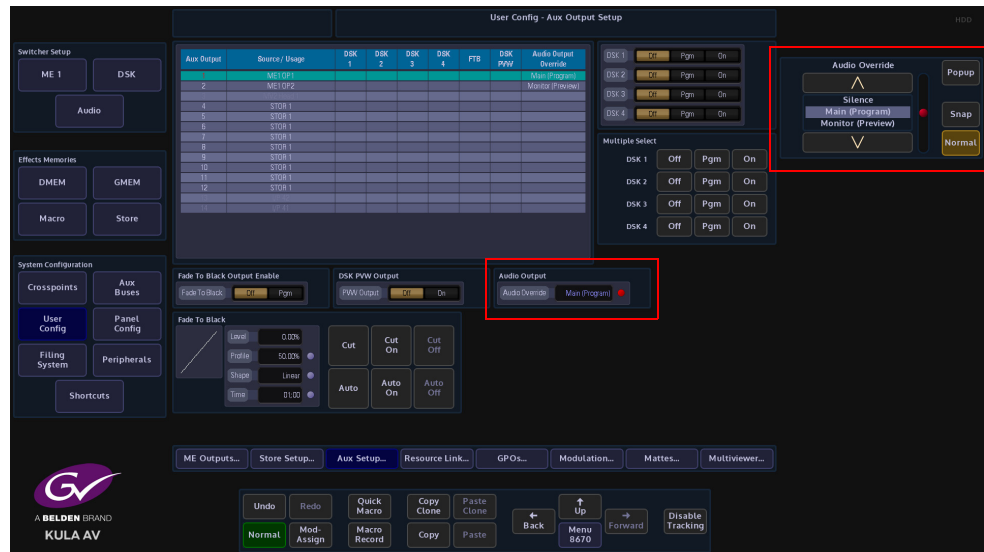 User Config - Aux Output Setup
HDD
Switcher Setup
ME 1
DSK
Audio
Effects Memories
DMEM
GMEM
Macro
Store
System Configuration
Crosspoints
Aux Buses
User Config
Panel Config
Filing System
Peripherals
Shortcuts
Aux Output Source / Usage DSK 1 DSK 2 DSK 3 DSK 4 FTB DSK PVW Audio Output Override
1 ME1OP1 Main (Program)
2 ME1OP2 Monitor (Preview)
4 STOR 1
5 STOR 1
6 STOR 1
7 STOR 1
8 STOR 1
9 STOR 1
10 STOR 1
11 STOR 1
12 STOR 1
DSK 1 Off Pgm On
DSK 2 Off Pgm On
DSK 3 Off Pgm On
DSK 4 Off Pgm On
Multiple Select
DSK 1 Off Pgm On
DSK 2 Off Pgm On
DSK 3 Off Pgm On
DSK 4 Off Pgm On
Audio Override
Silence
Main (Program)
Monitor (Preview)
Popup
Snap
Normal
Fade To Black Output Enable
Fade To Black Off Pgm
DSK PVW Output
PVW Output Off On
Audio Output
Audio Override Main (Program)
Fade To Black
Level 0.00%
Profile 50.00%
Shape Linear
Time 01:00
Cut
Cut On
Cut Off
Auto
Auto On
Auto Off
ME Outputs... Store Setup... Aux Setup... Resource Link... GPOs... Modulation... Mattes... Multiviewer...
GV
A BELDEN BRAND
KULA AV
Undo
Redo
Quick Macro
Copy Clone
Paste Clone
Normal
Mod-Assign
Macro Record
Copy
Paste
Back
Up
Menu 8670
Forward
Disable Tracking